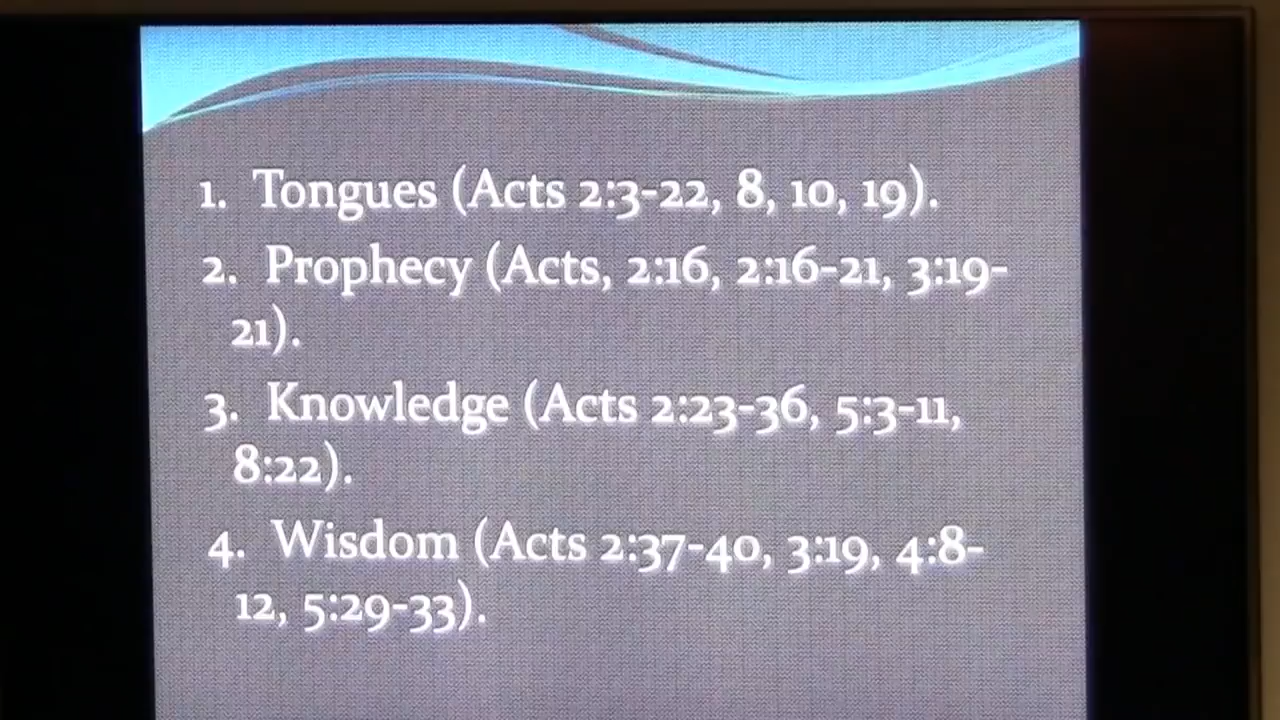 1. Tongues (Acts 2:3-22, 8, 10, 19).
2. Prophecy (Acts, 2:16, 2:16-21, 3:19-
21).
3. Knowledge (Acts 2:23-36, 5:3-11,
8:22).
4. Wisdom (Acts 2:37-40, 3:19, 4:8-
12, 5:29-33).